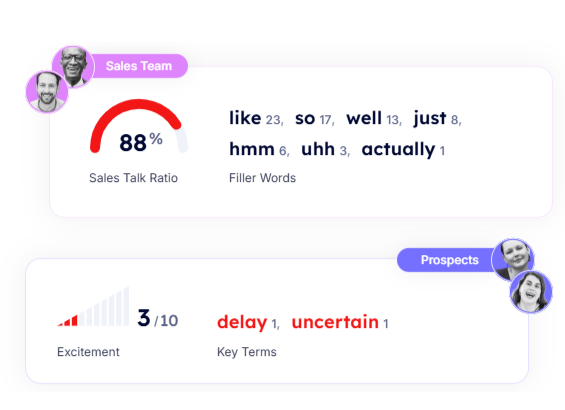 Sales Team
88%
Sales Talk Ratio
like 23, so 17, well 13, just 8,
hmm 6, uhh 3, actually 1
Filler Words
Prospects
3/10
Excitement
delay 1, uncertain 1
Key Terms